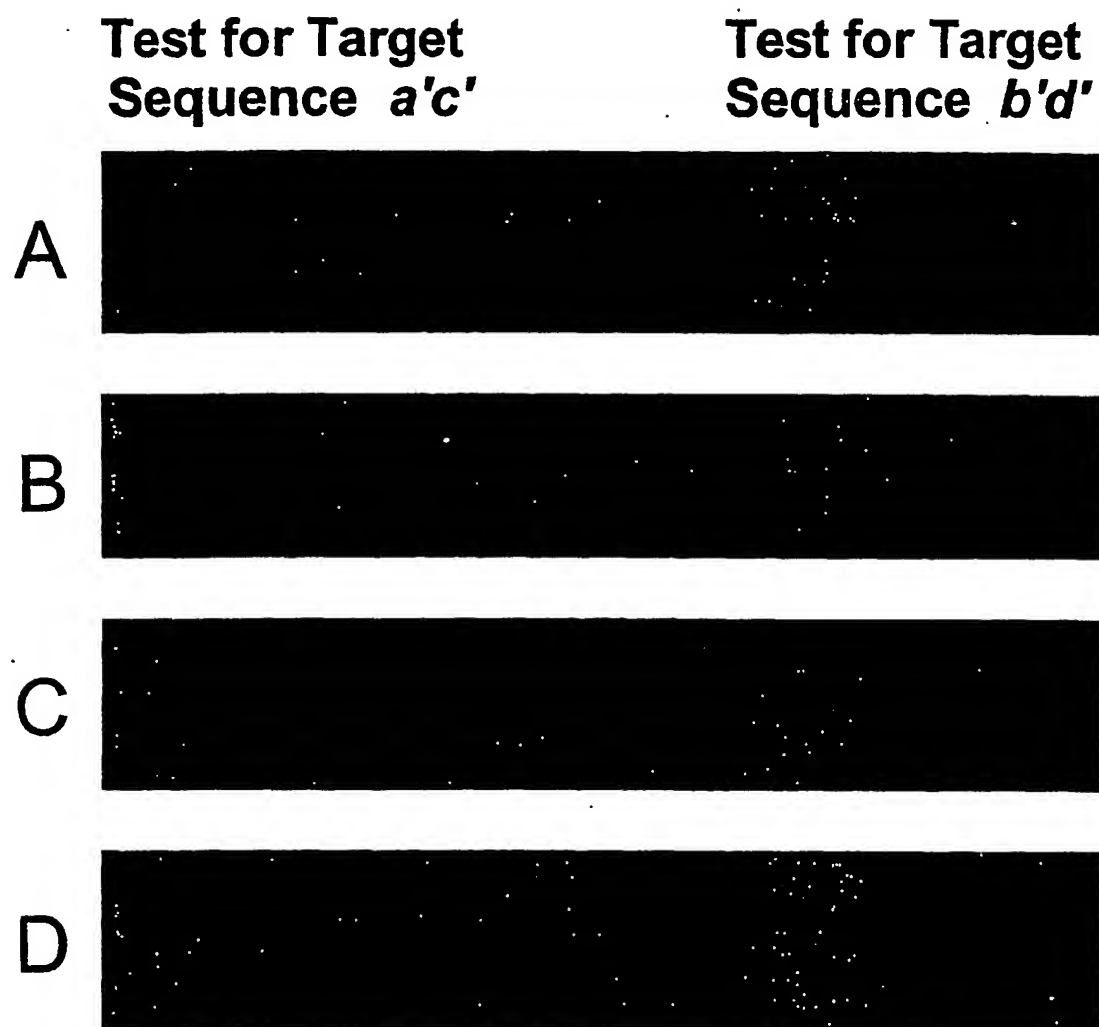 Test for Target
Sequence a'c'
Test for Target
Sequence b'd'
A
B
C
D